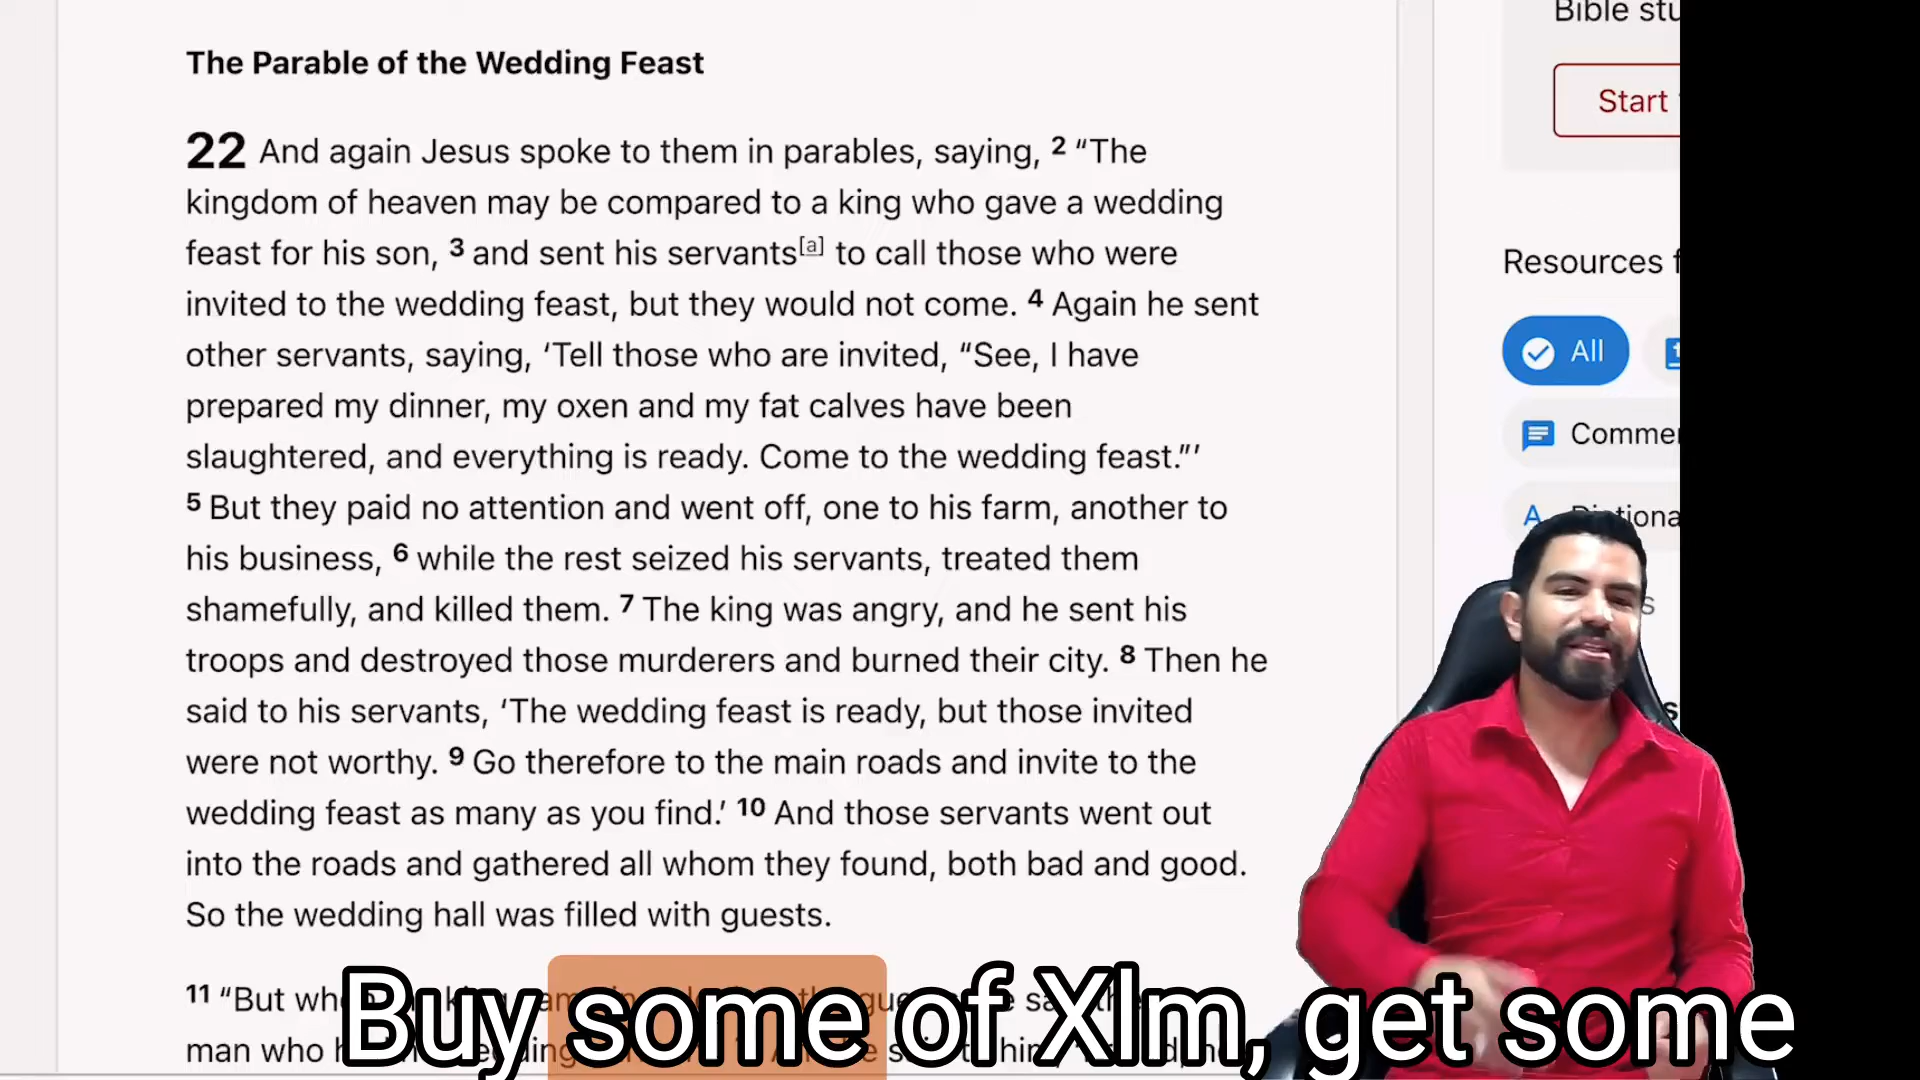 The Parable of the Wedding Feast
22 And again Jesus spoke to them in parables, saying, 2 “The
kingdom of heaven may be compared to a king who gave a wedding
feast for his son, 3 and sent his servants[a] to call those who were
invited to the wedding feast, but they would not come. 4 Again he sent
other servants, saying, ‘Tell those who are invited, “See, I have
prepared my dinner, my oxen and my fat calves have been
slaughtered, and everything is ready. Come to the wedding feast.”’
5 But they paid no attention and went off, one to his farm, another to
his business, 6 while the rest seized his servants, treated them
shamefully, and killed them. 7 The king was angry, and he sent his
troops and destroyed those murderers and burned their city. 8 Then he
said to his servants, ‘The wedding feast is ready, but those invited
were not worthy. 9 Go therefore to the main roads and invite to the
wedding feast as many as you find.’ 10 And those servants went out
into the roads and gathered all whom they found, both bad and good.
So the wedding hall was filled with guests.
11 “But
man who
Bible stu
Start
Resources f
All
Commen
Buy some of Xlm, get some